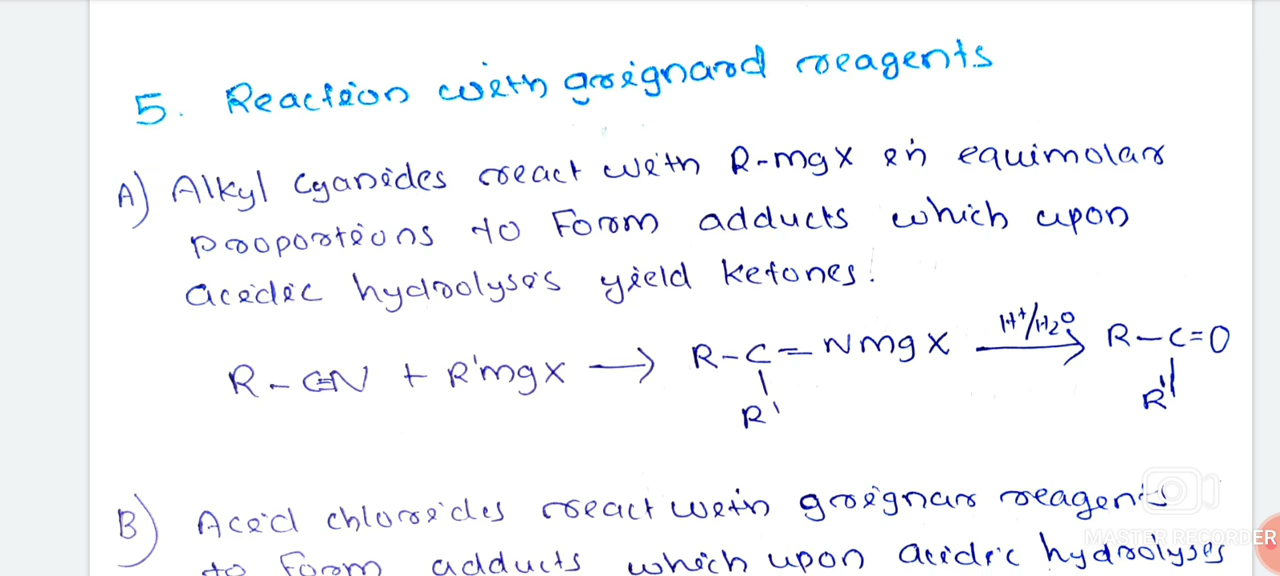 5. Reaction with grignard reagents
A) Alkyl cyanides react with R-mgX in equimolar
proportions to Form adducts which upon
acidic hydrolysis yield ketones.
R-C≡N + R'mgX → R-C=NmgX H+/H2O → R-C=O
R' R'
B) Acid chlorides react with grignar reagents
MASTER RECORDER
to Form adducts which upon acidic hydrolyses